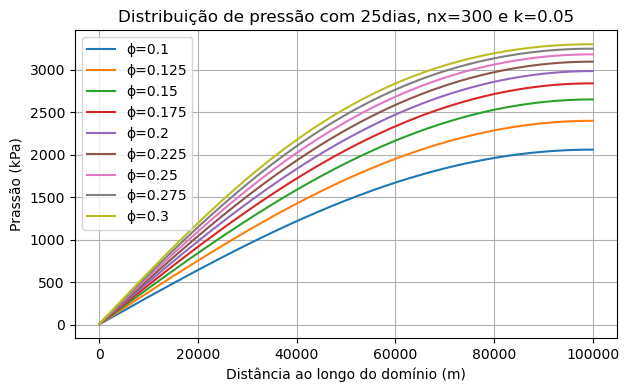 Distribuição de pressão com 25dias, nx=300 e k=0.05
ϕ=0.1
ϕ=0.125
ϕ=0.15
ϕ=0.175
ϕ=0.2
ϕ=0.225
ϕ=0.25
ϕ=0.275
ϕ=0.3
Prassão (kPa)
3000
2500
2000
1500
1000
500
0
0 20000 40000 60000 80000 100000
Distância ao longo do domínio (m)